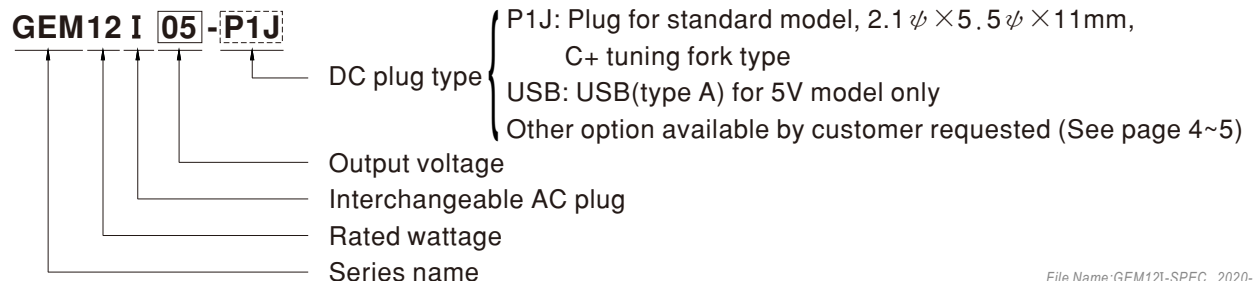 GEM12I 05-P1J
DC plug type
P1J: Plug for standard model, 2.1ψ×5.5ψ×11mm,
C+ tuning fork type
USB: USB(type A) for 5V model only
Other option available by customer requested (See page 4~5)
Output voltage
Interchangeable AC plug
Rated wattage
Series name
File Name:GEM12I-SPEC 2020-